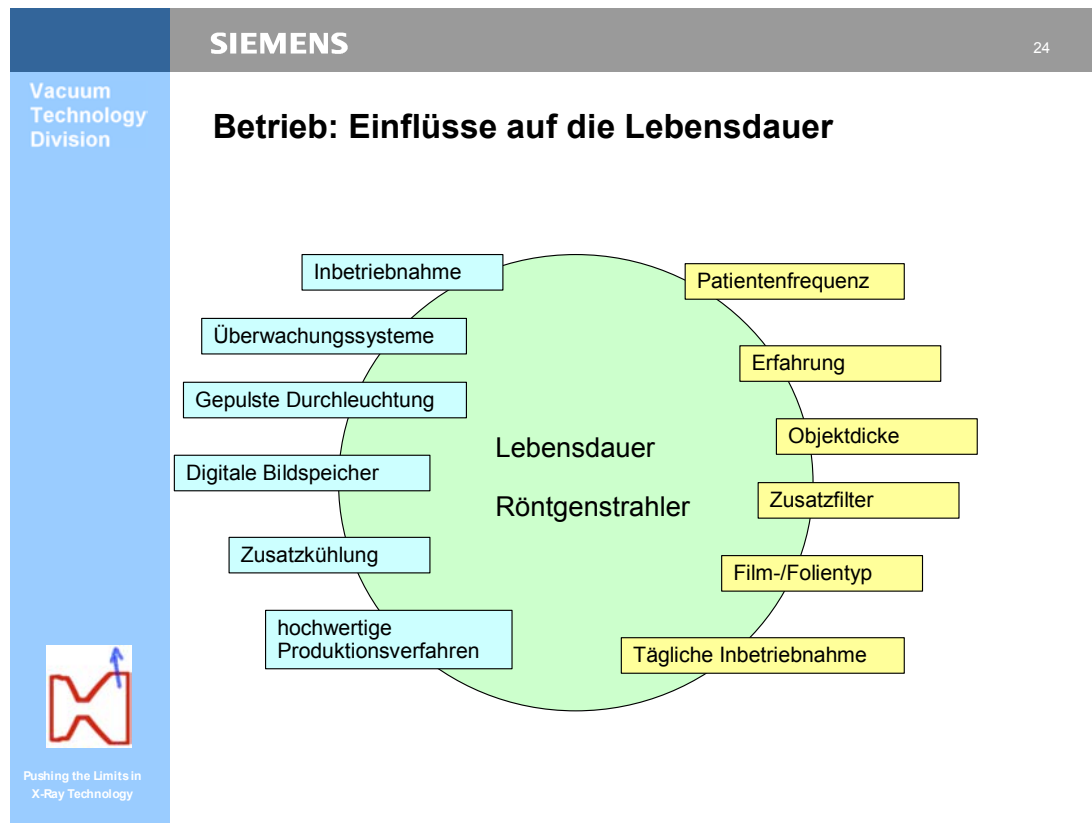 SIEMENS
24
Vacuum
Technology
Division
Betrieb: Einflüsse auf die Lebensdauer
Inbetriebnahme
Überwachungssysteme
Gepulste Durchleuchtung
Digitale Bildspeicher
Zusatzkühlung
hochwertige
Produktionsverfahren
Lebensdauer
Röntgenstrahler
Patientenfrequenz
Erfahrung
Objektdicke
Zusatzfilter
Film-/Folientyp
Tägliche Inbetriebnahme
Pushing the Limits in
X-Ray Technology